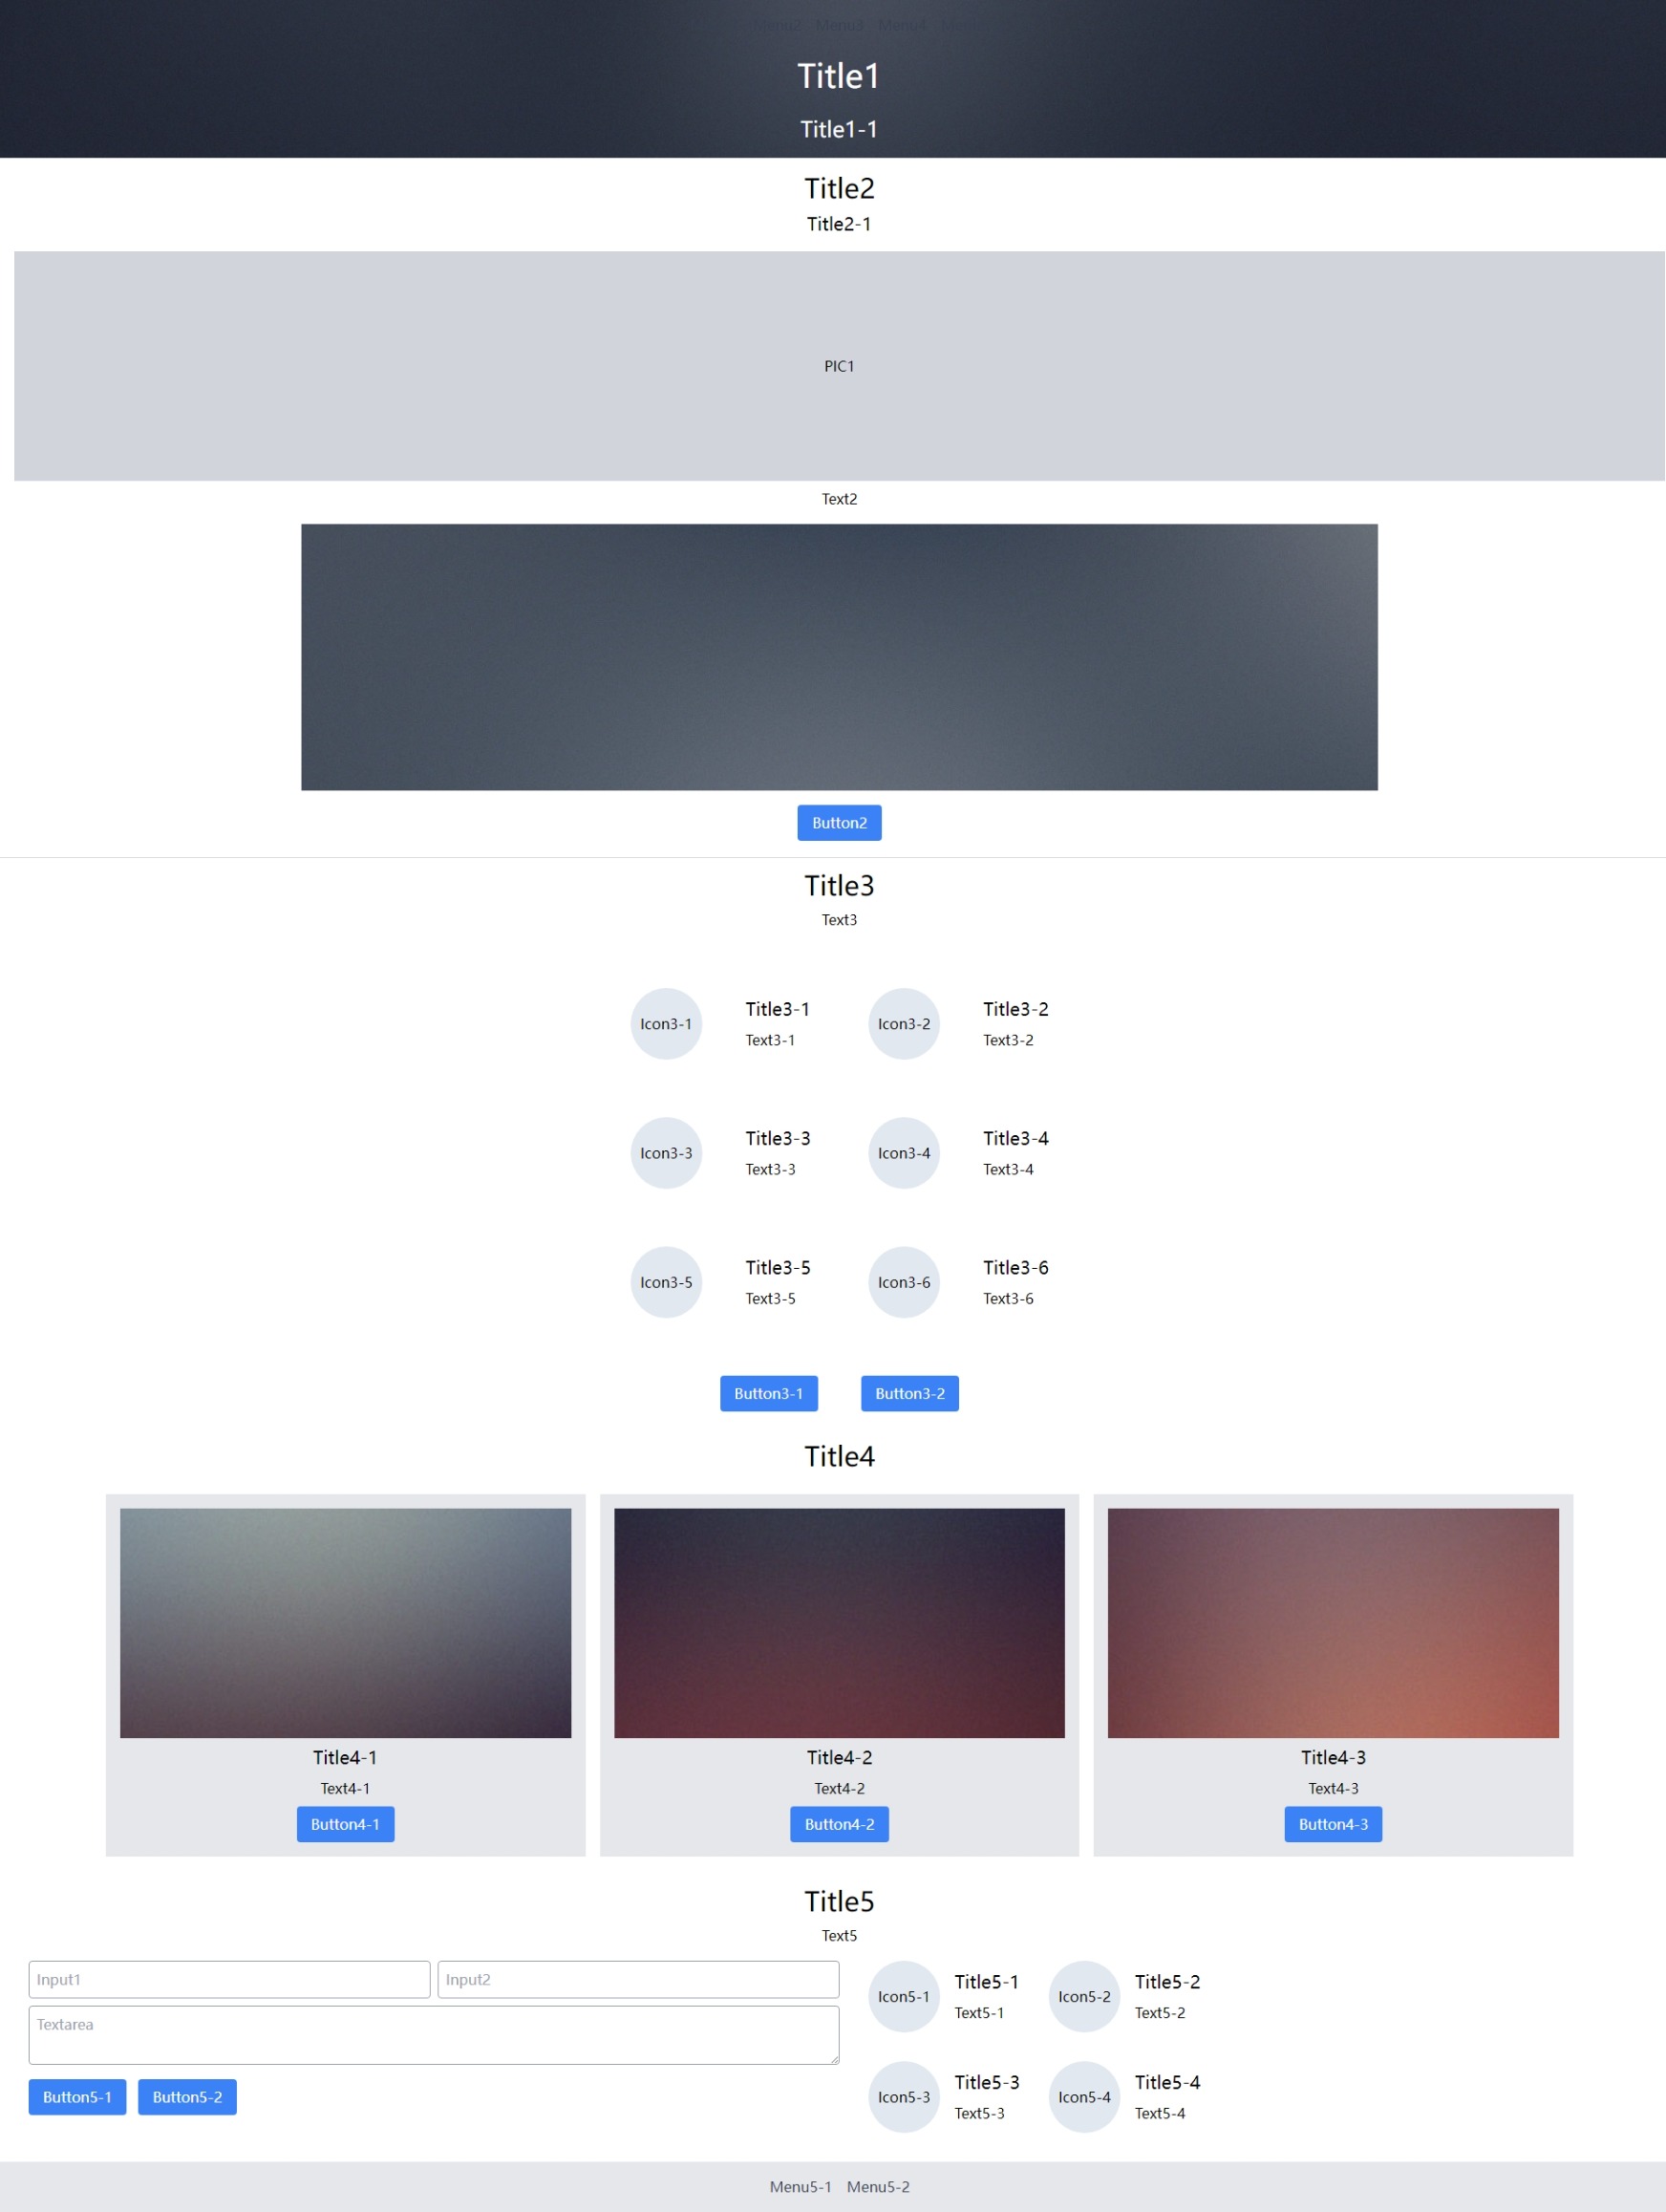 Menu2 Menu3 Menu4
Title1
Title1-1
Title2
Title2-1
PIC1
Text2
Button2
Title3
Text3
Icon3-1
Title3-1
Text3-1
Icon3-2
Title3-2
Text3-2
Icon3-3
Title3-3
Text3-3
Icon3-4
Title3-4
Text3-4
Icon3-5
Title3-5
Text3-5
Icon3-6
Title3-6
Text3-6
Button3-1 Button3-2
Title4
Title4-1
Text4-1
Button4-1
Title4-2
Text4-2
Button4-2
Title4-3
Text4-3
Button4-3
Title5
Text5
Input1
Input2
Textarea
Button5-1 Button5-2
Icon5-1
Title5-1
Text5-1
Icon5-2
Title5-2
Text5-2
Icon5-3
Title5-3
Text5-3
Icon5-4
Title5-4
Text5-4
Menu5-1 Menu5-2